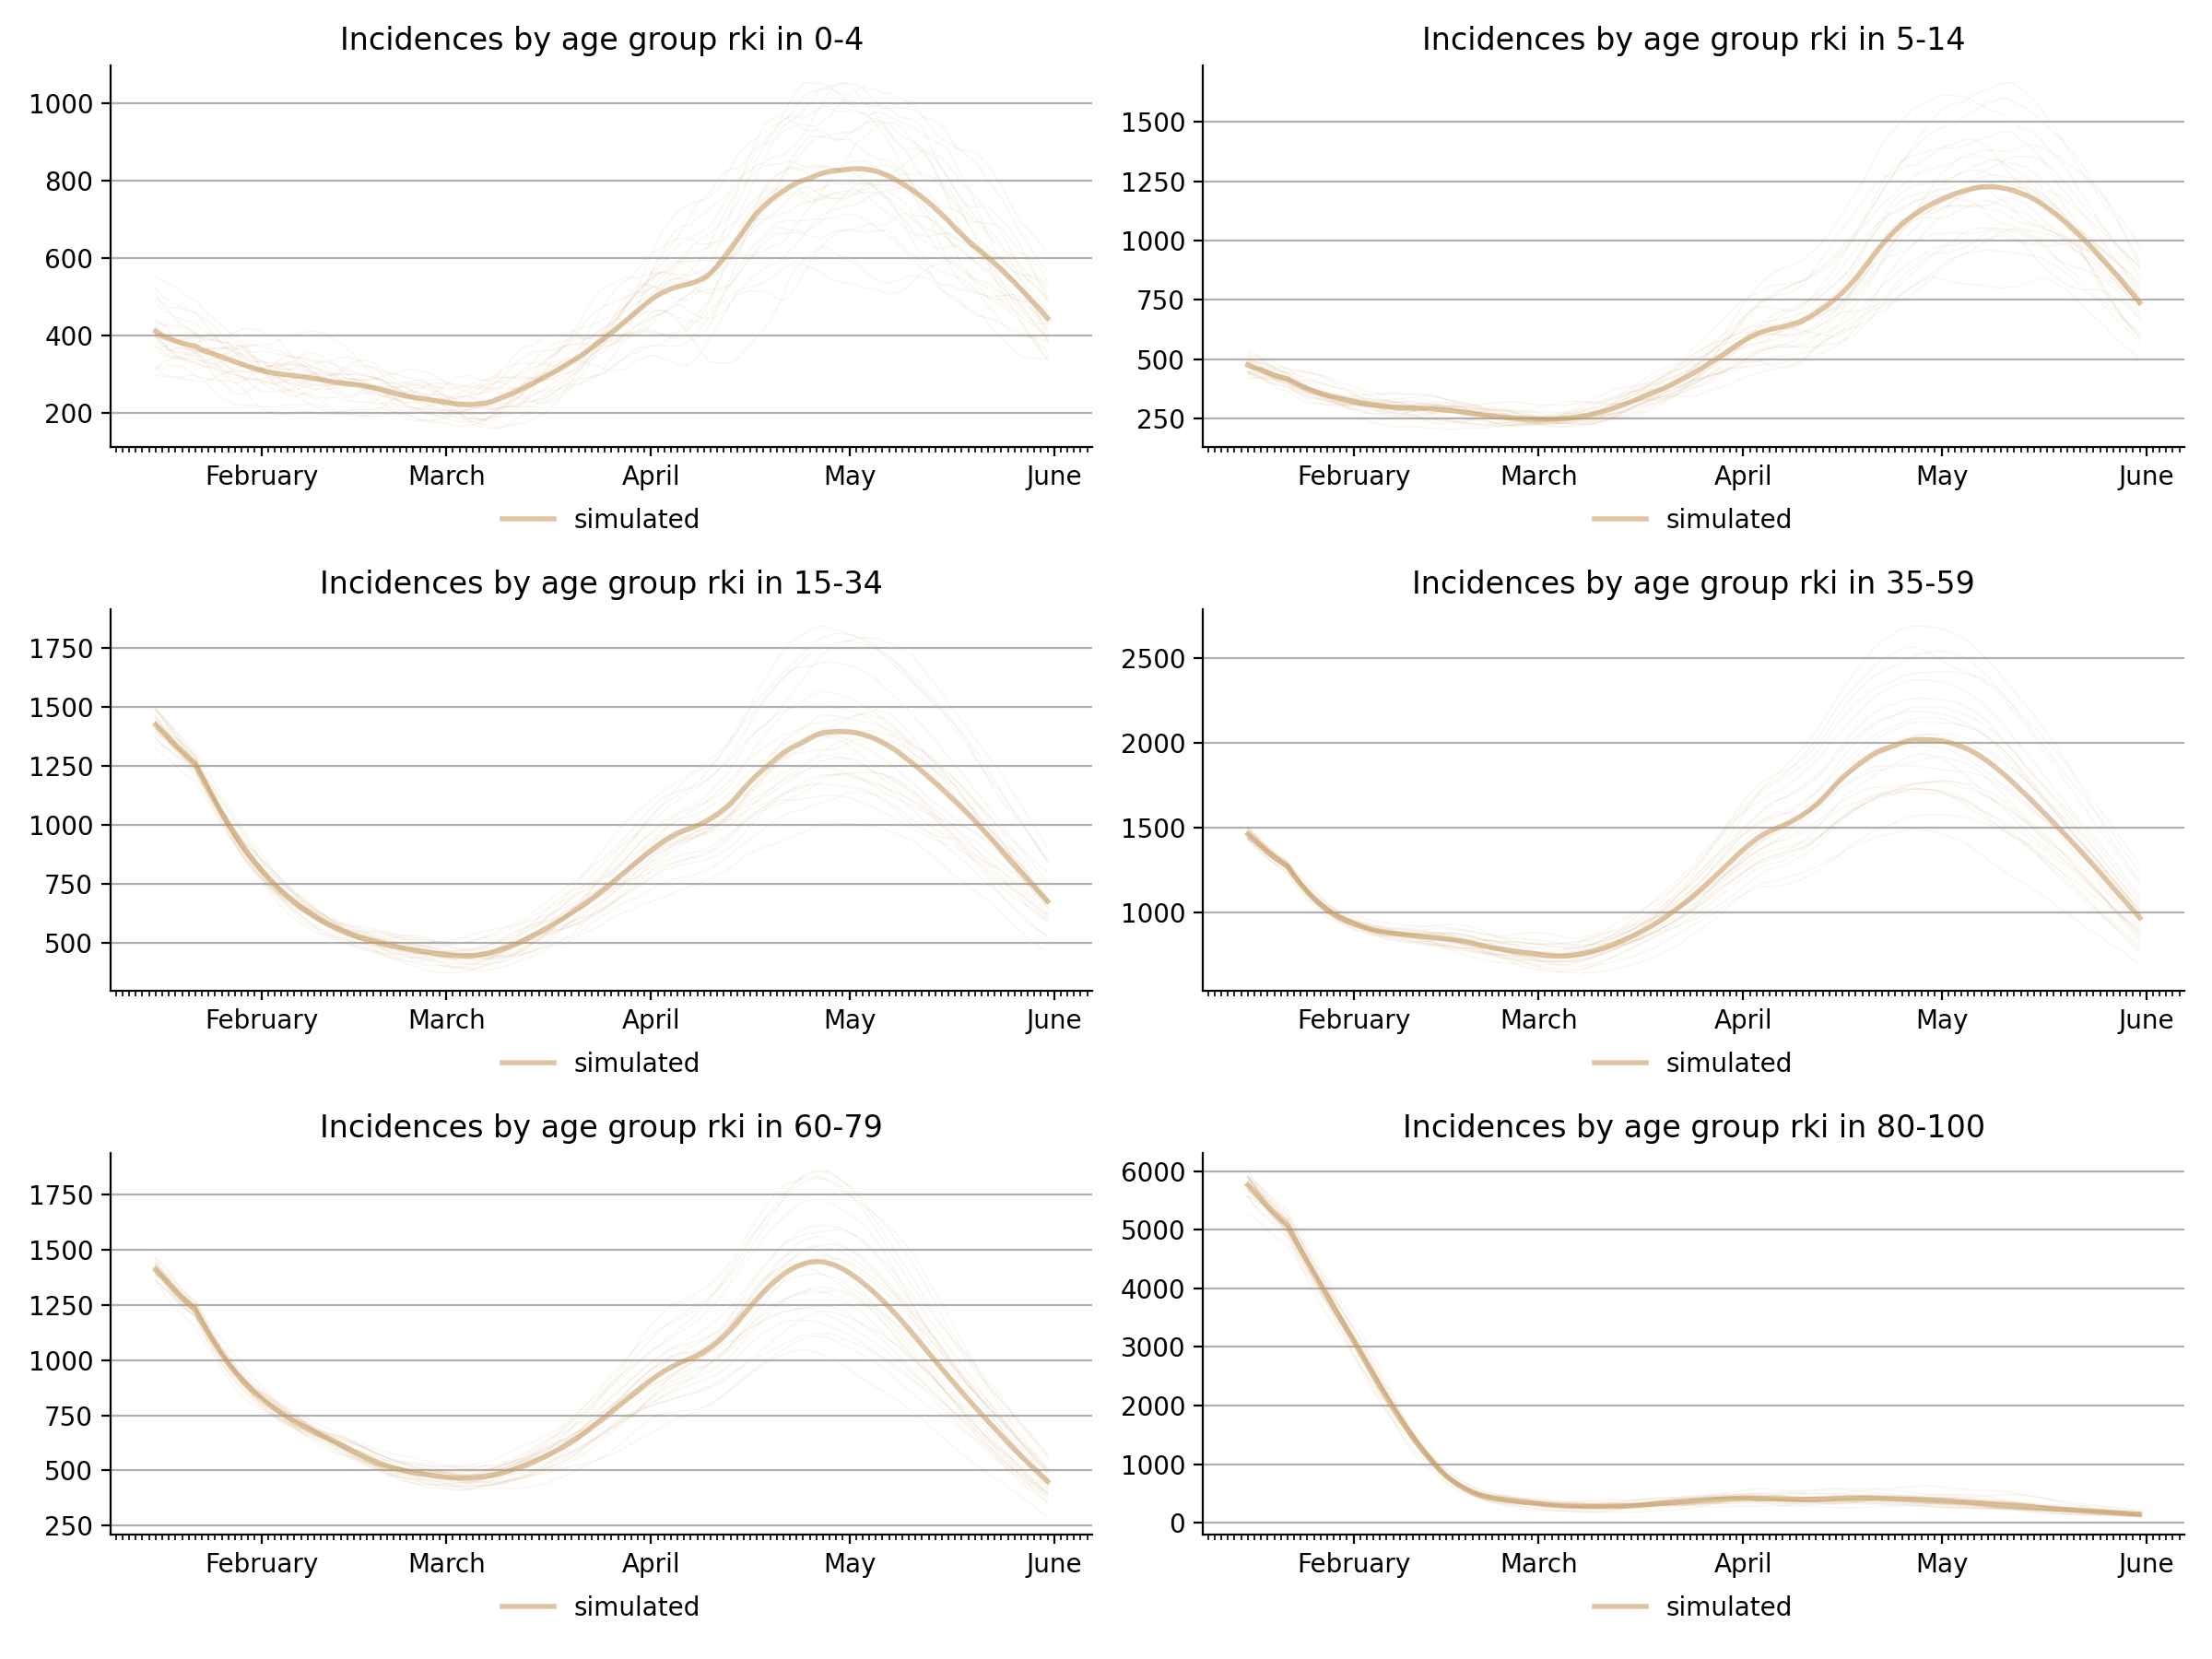 Incidences by age group rki in 0-4
1000
800
600
400
200
February March April May June
simulated
Incidences by age group rki in 5-14
1500
1250
1000
750
500
250
February March April May June
simulated
Incidences by age group rki in 15-34
1750
1500
1250
1000
750
500
February March April May June
simulated
Incidences by age group rki in 35-59
2500
2000
1500
1000
February March April May June
simulated
Incidences by age group rki in 60-79
1750
1500
1250
1000
750
500
250
February March April May June
simulated
Incidences by age group rki in 80-100
6000
5000
4000
3000
2000
1000
0
February March April May June
simulated